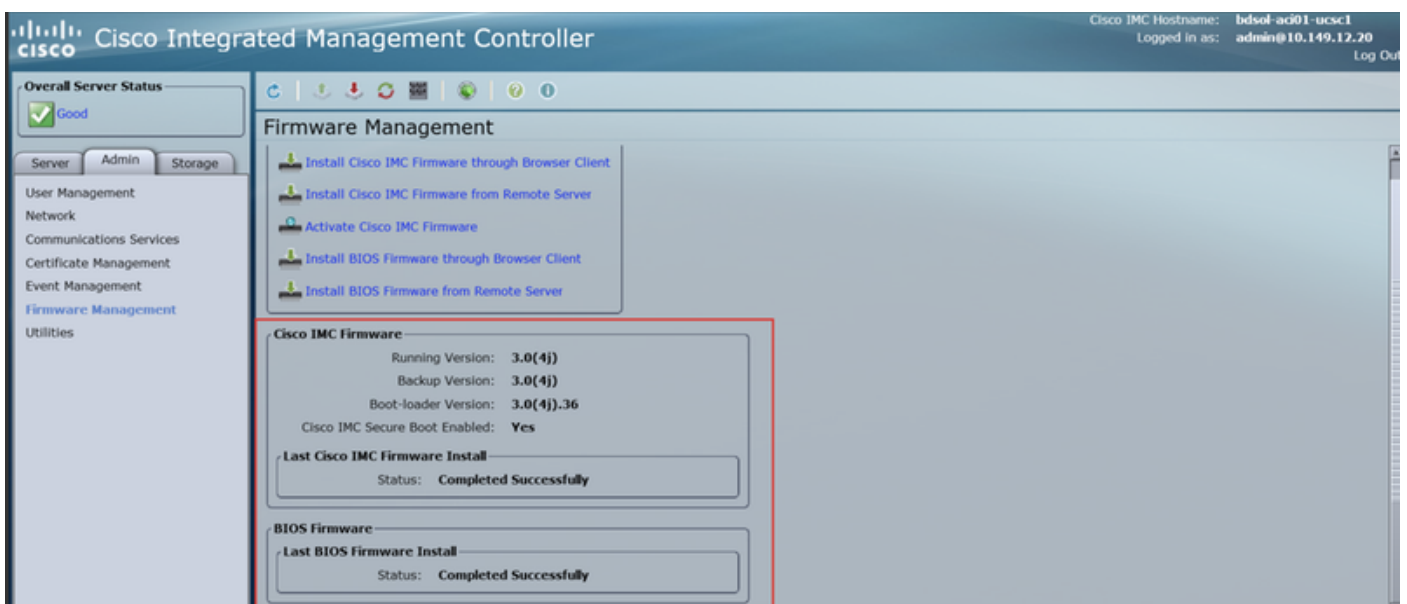 Cisco IMC Hostname: bdsol-aci01-ucsc1
CISCO Cisco Integrated Management Controller
Logged in as: admin@10.149.12.20
Log Out
Overall Server Status
Good
Server Admin Storage
User Management
Network
Communications Services
Certificate Management
Event Management
Firmware Management
Utilities
Firmware Management
Install Cisco IMC Firmware through Browser Client
Install Cisco IMC Firmware from Remote Server
Activate Cisco IMC Firmware
Install BIOS Firmware through Browser Client
Install BIOS Firmware from Remote Server
Cisco IMC Firmware
Running Version: 3.0(4j)
Backup Version: 3.0(4j)
Boot-loader Version: 3.0(4j).36
Cisco IMC Secure Boot Enabled: Yes
Last Cisco IMC Firmware Install
Status: Completed Successfully
BIOS Firmware
Last BIOS Firmware Install
Status: Completed Successfully